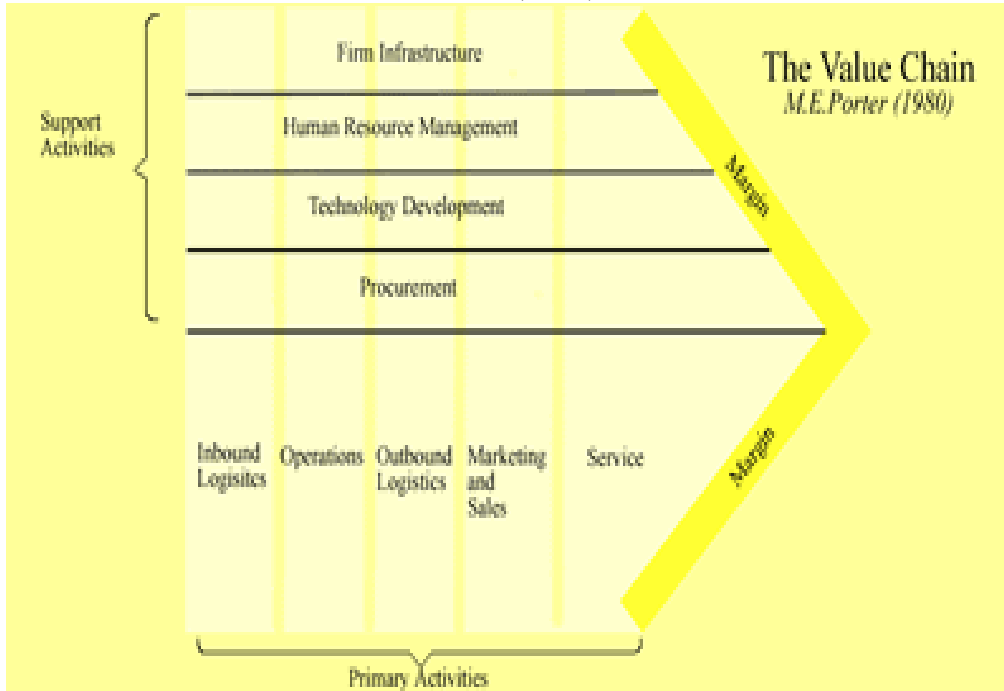 Firm Infrastructure
The Value Chain
M.E.Porter (1980)
Support
Activities
Human Resource Management
Margin
Technology Development
Procurement
Inbound
Logisitcs
Operations
Outbound
Logistics
Marketing
and
Sales
Service
Margin
Primary Activities